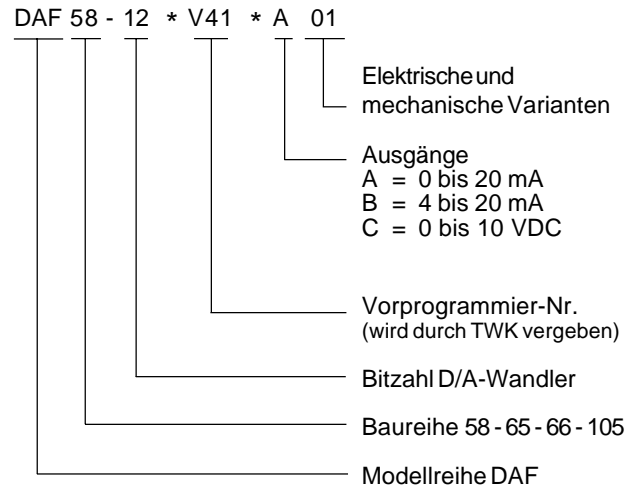 DAF 58 - 12 * V41 * A 01
Elektrische und
mechanische Varianten
Ausgänge
A = 0 bis 20 mA
B = 4 bis 20 mA
C = 0 bis 10 VDC
Vorprogrammier-Nr.
(wird durch TWK vergeben)
Bitzahl D/A-Wandler
Baureihe 58 - 65 - 66 - 105
Modellreihe DAF